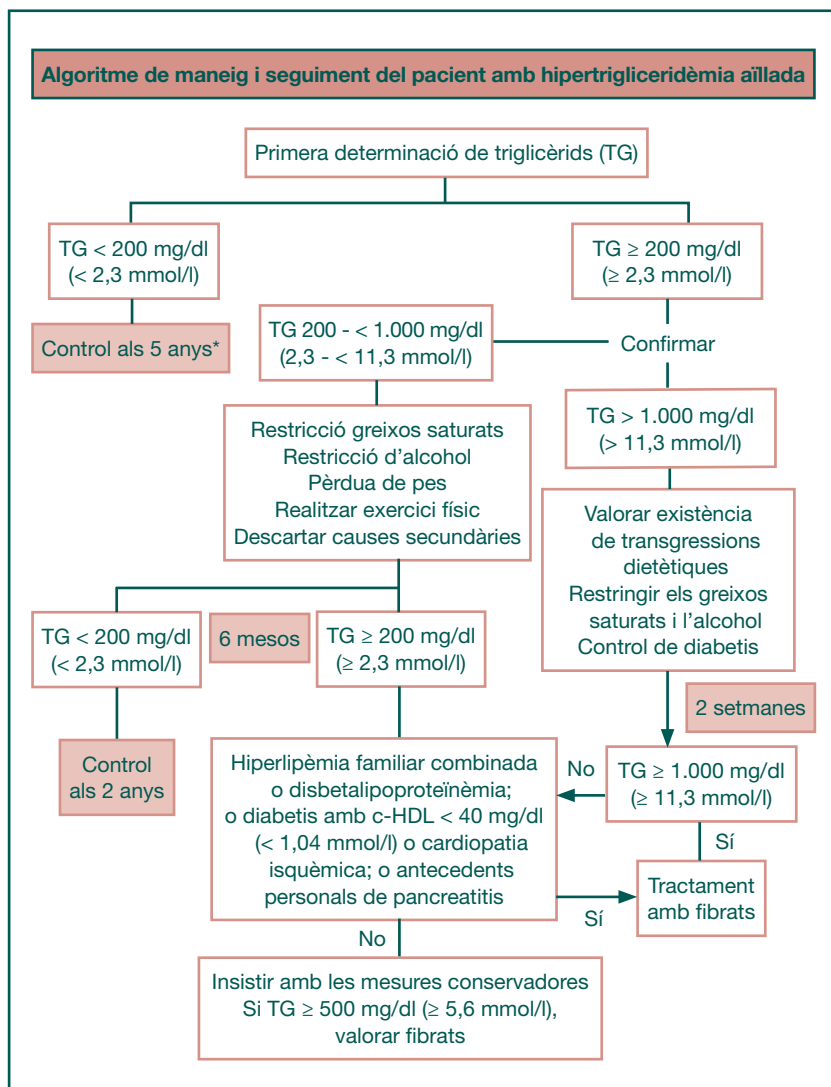 Algoritme de maneig i seguiment del pacient amb hipertrigliceridèmia aïllada
Primera determinació de triglicèrids (TG)
TG < 200 mg/dl
(< 2,3 mmol/l)
TG ≥ 200 mg/dl
(≥ 2,3 mmol/l)
Control als 5 anys*
TG 200 - < 1.000 mg/dl
(2,3 - < 11,3 mmol/l)
Confirmar
TG > 1.000 mg/dl
(> 11,3 mmol/l)
Restricció greixos saturats
Restricció d’alcohol
Pèrdua de pes
Realitzar exercici físic
Descartar causes secundàries
Valorar existència
de transgressions
dietètiques
Restringir els greixos
saturats i l’alcohol
Control de diabetis
TG < 200 mg/dl
(< 2,3 mmol/l)
6 mesos
TG ≥ 200 mg/dl
(≥ 2,3 mmol/l)
2 setmanes
Control
als 2 anys
Hiperlipèmia familiar combinada
o disbetalipoproteïnèmia;
o diabetis amb c-HDL < 40 mg/dl
(< 1,04 mmol/l) o cardiopatia
isquèmica; o antecedents
personals de pancreatitis
No
TG ≥ 1.000 mg/dl
(≥ 11,3 mmol/l)
Sí
Tractament
amb fibrats
Sí
No
Insistir amb les mesures conservadores
Si TG ≥ 500 mg/dl (≥ 5,6 mmol/l),
valorar fibrats